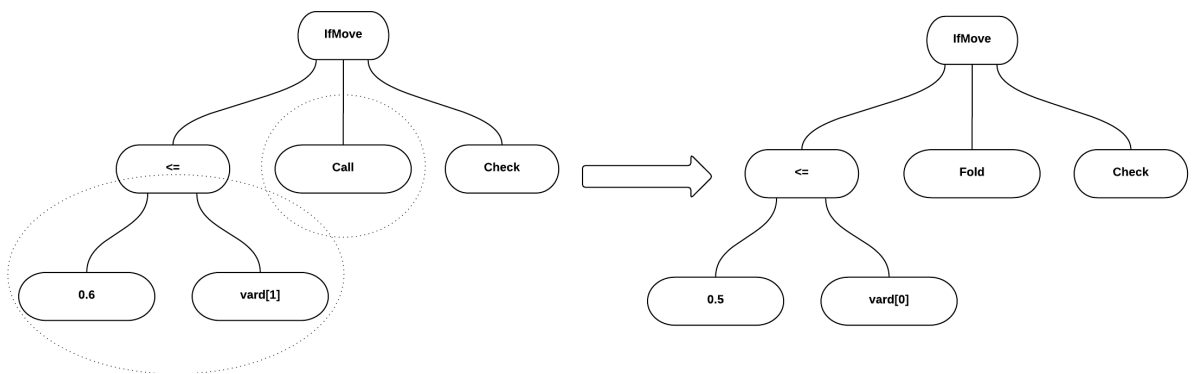 IfMove
<=
Call
Check
0.6
vard[1]
IfMove
<=
Fold
Check
0.5
vard[0]